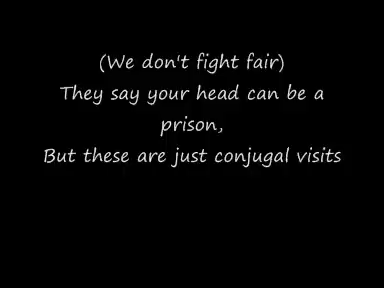 (We don't fight fair)
They say your head can be a
prison,
But these are just conjugal visits